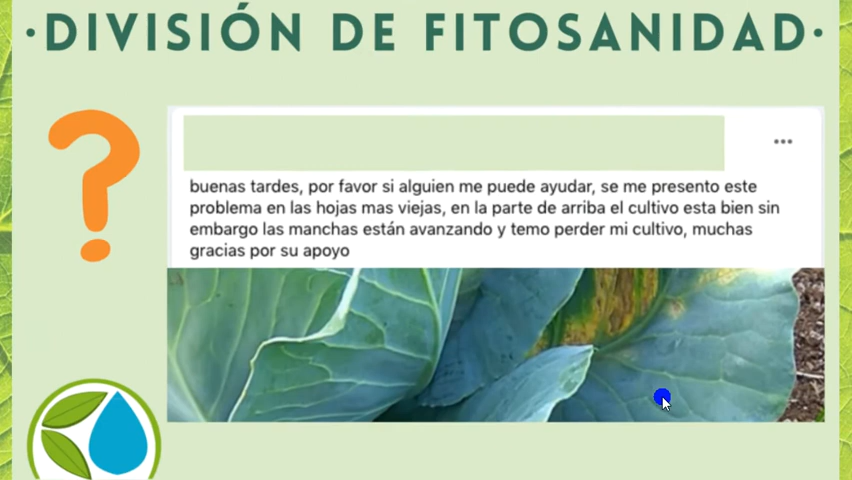 ·DIVISIÓN DE FITOSANIDAD·
?
buenas tardes, por favor si alguien me puede ayudar, se me presento este
problema en las hojas mas viejas, en la parte de arriba el cultivo esta bien sin
embargo las manchas están avanzando y temo perder mi cultivo, muchas
gracias por su apoyo